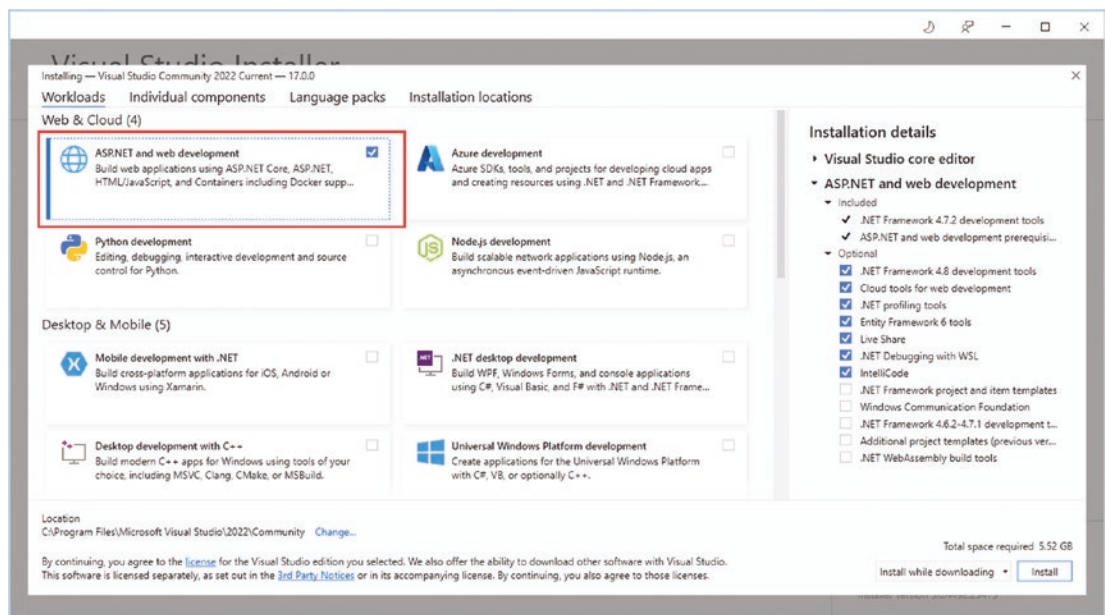 Visual Studio Installer
Installing — Visual Studio Community 2022 Current — 17.0.0
Workloads Individual components Language packs Installation locations
Web & Cloud (4)
ASP.NET and web development
Build web applications using ASP.NET Core, ASP.NET,
HTML/JavaScript, and Containers including Docker supp...
Azure development
Azure SDKs, tools, and projects for developing cloud apps
and creating resources using .NET and .NET Framework....
Python development
Editing, debugging, interactive development and source
control for Python.
Node.js development
Build scalable network applications using Node.js, an
asynchronous event-driven JavaScript runtime.
Desktop & Mobile (5)
Mobile development with .NET
Build cross-platform applications for iOS, Android or
Windows using Xamarin.
.NET desktop development
Build WPF, Windows Forms, and console applications
using C#, Visual Basic, and F# with .NET and .NET Frame...
Desktop development with C++
Build modern C++ apps for Windows using tools of your
choice, including MSVC, Clang, CMake, or MSBuild.
Universal Windows Platform development
Create applications for the Universal Windows Platform
with C#, VB, or optionally C++.
Installation details
Visual Studio core editor
ASP.NET and web development
Included
.NET Framework 4.7.2 development tools
ASP.NET and web development prerequisi...
Optional
.NET Framework 4.8 development tools
Cloud tools for web development
.NET profiling tools
Entity Framework 6 tools
Live Share
.NET Debugging with WSL
IntelliCode
.NET Framework project and item templates
Windows Communication Foundation
.NET Framework 4.6.2-4.7.1 development t...
Additional project templates (previous ver...
.NET WebAssembly build tools
Location
C:\Program Files\Microsoft Visual Studio\2022\Community Change...
Total space required 5.52 GB
By continuing, you agree to the license for the Visual Studio edition you selected. We also offer the ability to download other software with Visual Studio.
This software is licensed separately, as set out in the 3rd Party Notices or in its accompanying license. By continuing, you also agree to those licenses.
Install while downloading Install